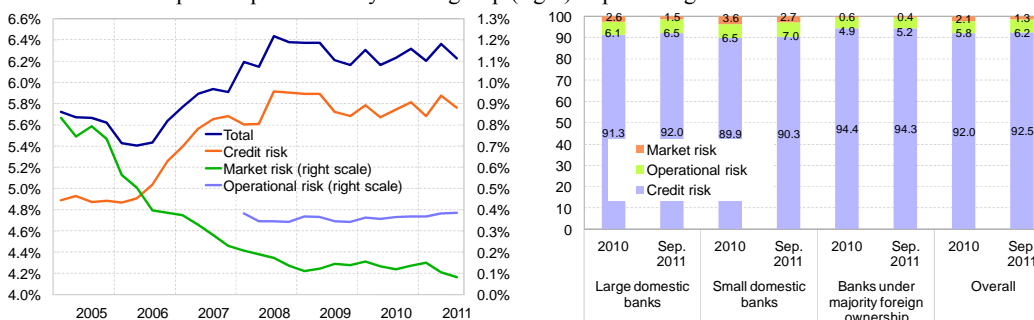 6.6%
6.4%
6.2%
6.0%
5.8%
5.6%
5.4%
5.2%
5.0%
4.8%
4.6%
4.4%
4.2%
4.0%
1.3%
1.2%
1.1%
1.0%
0.9%
0.8%
0.7%
0.6%
0.5%
0.4%
0.3%
0.2%
0.1%
0.0%
Total
Credit risk
Market risk (right scale)
Operational risk (right scale)
2005 2006 2007 2008 2009 2010 2011
100
90
80
70
60
50
40
30
20
10
0
2.6 1.5 3.6 2.7 0.6 0.4 2.1 1.3
6.1 6.5 6.5 7.0 4.9 5.2 5.8 6.2
91.3 92.0 89.9 90.3 94.4 94.3 92.0 92.5
Market risk
Operational risk
Credit risk
2010 Sep. 2010 Sep. 2010 Sep. 2010 Sep.
2011 2011 2011 2011
Large domestic Small domestic Banks under Overall
banks banks majority foreign
ownership